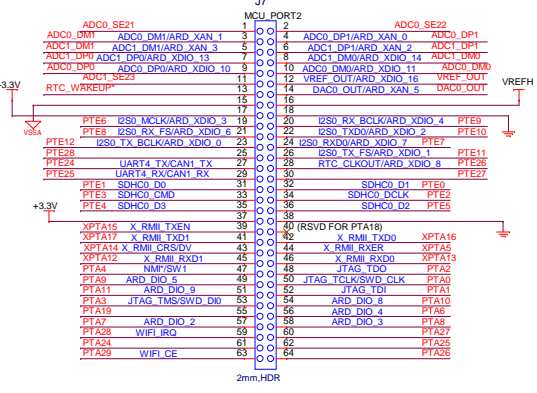 J7
MCU_PORT2
ADC0_SE21 1 2 ADC0_SE22
ADC0_DM1 ADC0_DM1/ARD_XAN_1 3 4 ADC0_DP1/ARD_XAN_0 ADC0_DP1
ADC1_DM1 ADC1_DM1/ARD_XAN_3 5 6 ADC1_DP1/ARD_XAN_2 ADC1_DP1
ADC1_DP0 ADC1_DP0/ARD_XDIO_13 7 8 ADC1_DM0/ARD_XDIO_14 ADC1_DM0
ADC0_DP0 ADC0_DP0/ARD_XDIO_10 9 10 ADC0_DM0/ARD_XDIO_11 ADC0_DM0
ADC1_SE23 11 12 VREF_OUT/ARD_XDIO_16 VREF_OUT
+3.3V RTC_WAKEUP* 13 14 DAC0_OUT/ARD_XAN_5 DAC0_OUT VREFH
15 16
17 18
VSSA
PTE6 I2S0_MCLK/ARD_XDIO_3 19 20 I2S0_RX_BCLK/ARD_XDIO_4 PTE9
PTE8 I2S0_RX_FS/ARD_XDIO_6 21 22 I2S0_TXD0/ARD_XDIO_2 PTE10
PTE12 I2S0_TX_BCLK/ARD_XDIO_0 23 24 I2S0_RXD0/ARD_XDIO_7 PTE7
PTE28 25 26 I2S0_TX_FS/ARD_XDIO_1 PTE11
PTE24 UART4_TX/CAN1_TX 27 28 RTC_CLKOUT/ARD_XDIO_8 PTE26
PTE25 UART4_RX/CAN1_RX 29 30 PTE27
PTE1 SDHC0_D0 31 32 SDHC0_D1 PTE0
PTE3 SDHC0_CMD 33 34 SDHC0_DCLK PTE2
PTE4 SDHC0_D3 35 36 SDHC0_D2 PTE5
+3.3V 37 38
XPTA15 X_RMII_TXEN 39 40 (RSVD FOR PTA18)
XPTA17 X_RMII_TXD1 41 42 X_RMII_TXD0 XPTA16
XPTA14 X_RMII_CRS/DV 43 44 X_RMII_RXER XPTA5
XPTA12 X_RMII_RXD1 45 46 X_RMII_RXD0 XPTA13
PTA4 NMI*/SW1 47 48 JTAG_TDO PTA2
PTA9 ARD_DIO_5 49 50 JTAG_TCLK/SWD_CLK PTA0
PTA11 ARD_DIO_9 51 52 JTAG_TDI PTA1
PTA3 JTAG_TMS/SWD_DI0 53 54 ARD_DIO_8 PTA10
PTA19 55 56 ARD_DIO_4 PTA6
PTA7 ARD_DIO_2 57 58 ARD_DIO_3 PTA8
PTA28 WIFI_IRQ 59 60 PTA27
PTA24 61 62 PTA25
PTA29 WIFI_CE 63 64 PTA26
2mm,HDR